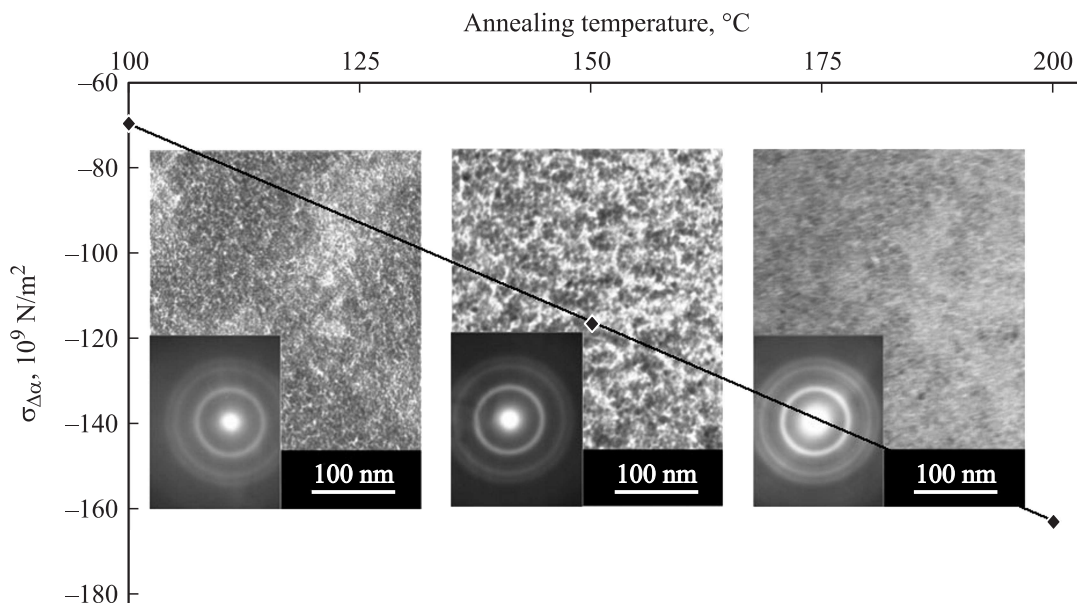 Annealing temperature, °C
100 125 150 175 200
–60
–80
–100
–120
–140
–160
–180
σΔα, 10⁹ N/m²
100 nm 100 nm 100 nm